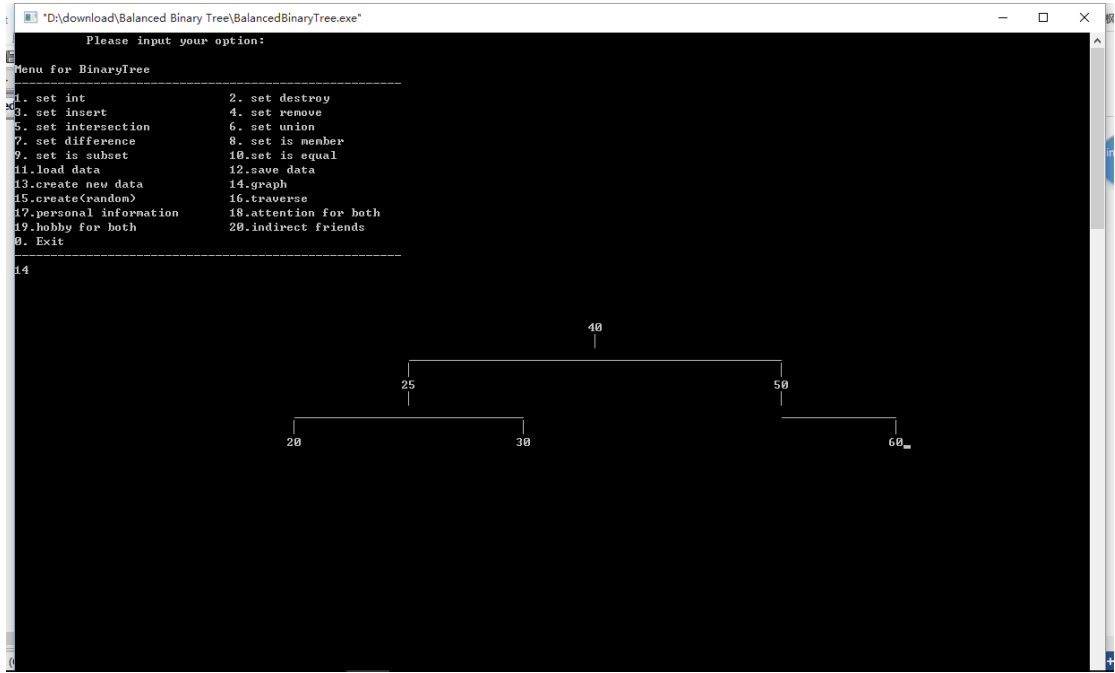 "D:\download\Balanced Binary Tree\BalancedBinaryTree.exe"
Please input your option:
Menu for BinaryTree
------------------------------------------------------
1. set int 2. set destroy
3. set insert 4. set remove
5. set intersection 6. set union
7. set difference 8. set is member
9. set is subset 10.set is equal
11.load data 12.save data
13.create new data 14.graph
15.create(random) 16.traverse
17.personal information 18.attention for both
19.hobby for both 20.indirect friends
0. Exit
------------------------------------------------------
14
40
25 50
20 30 60